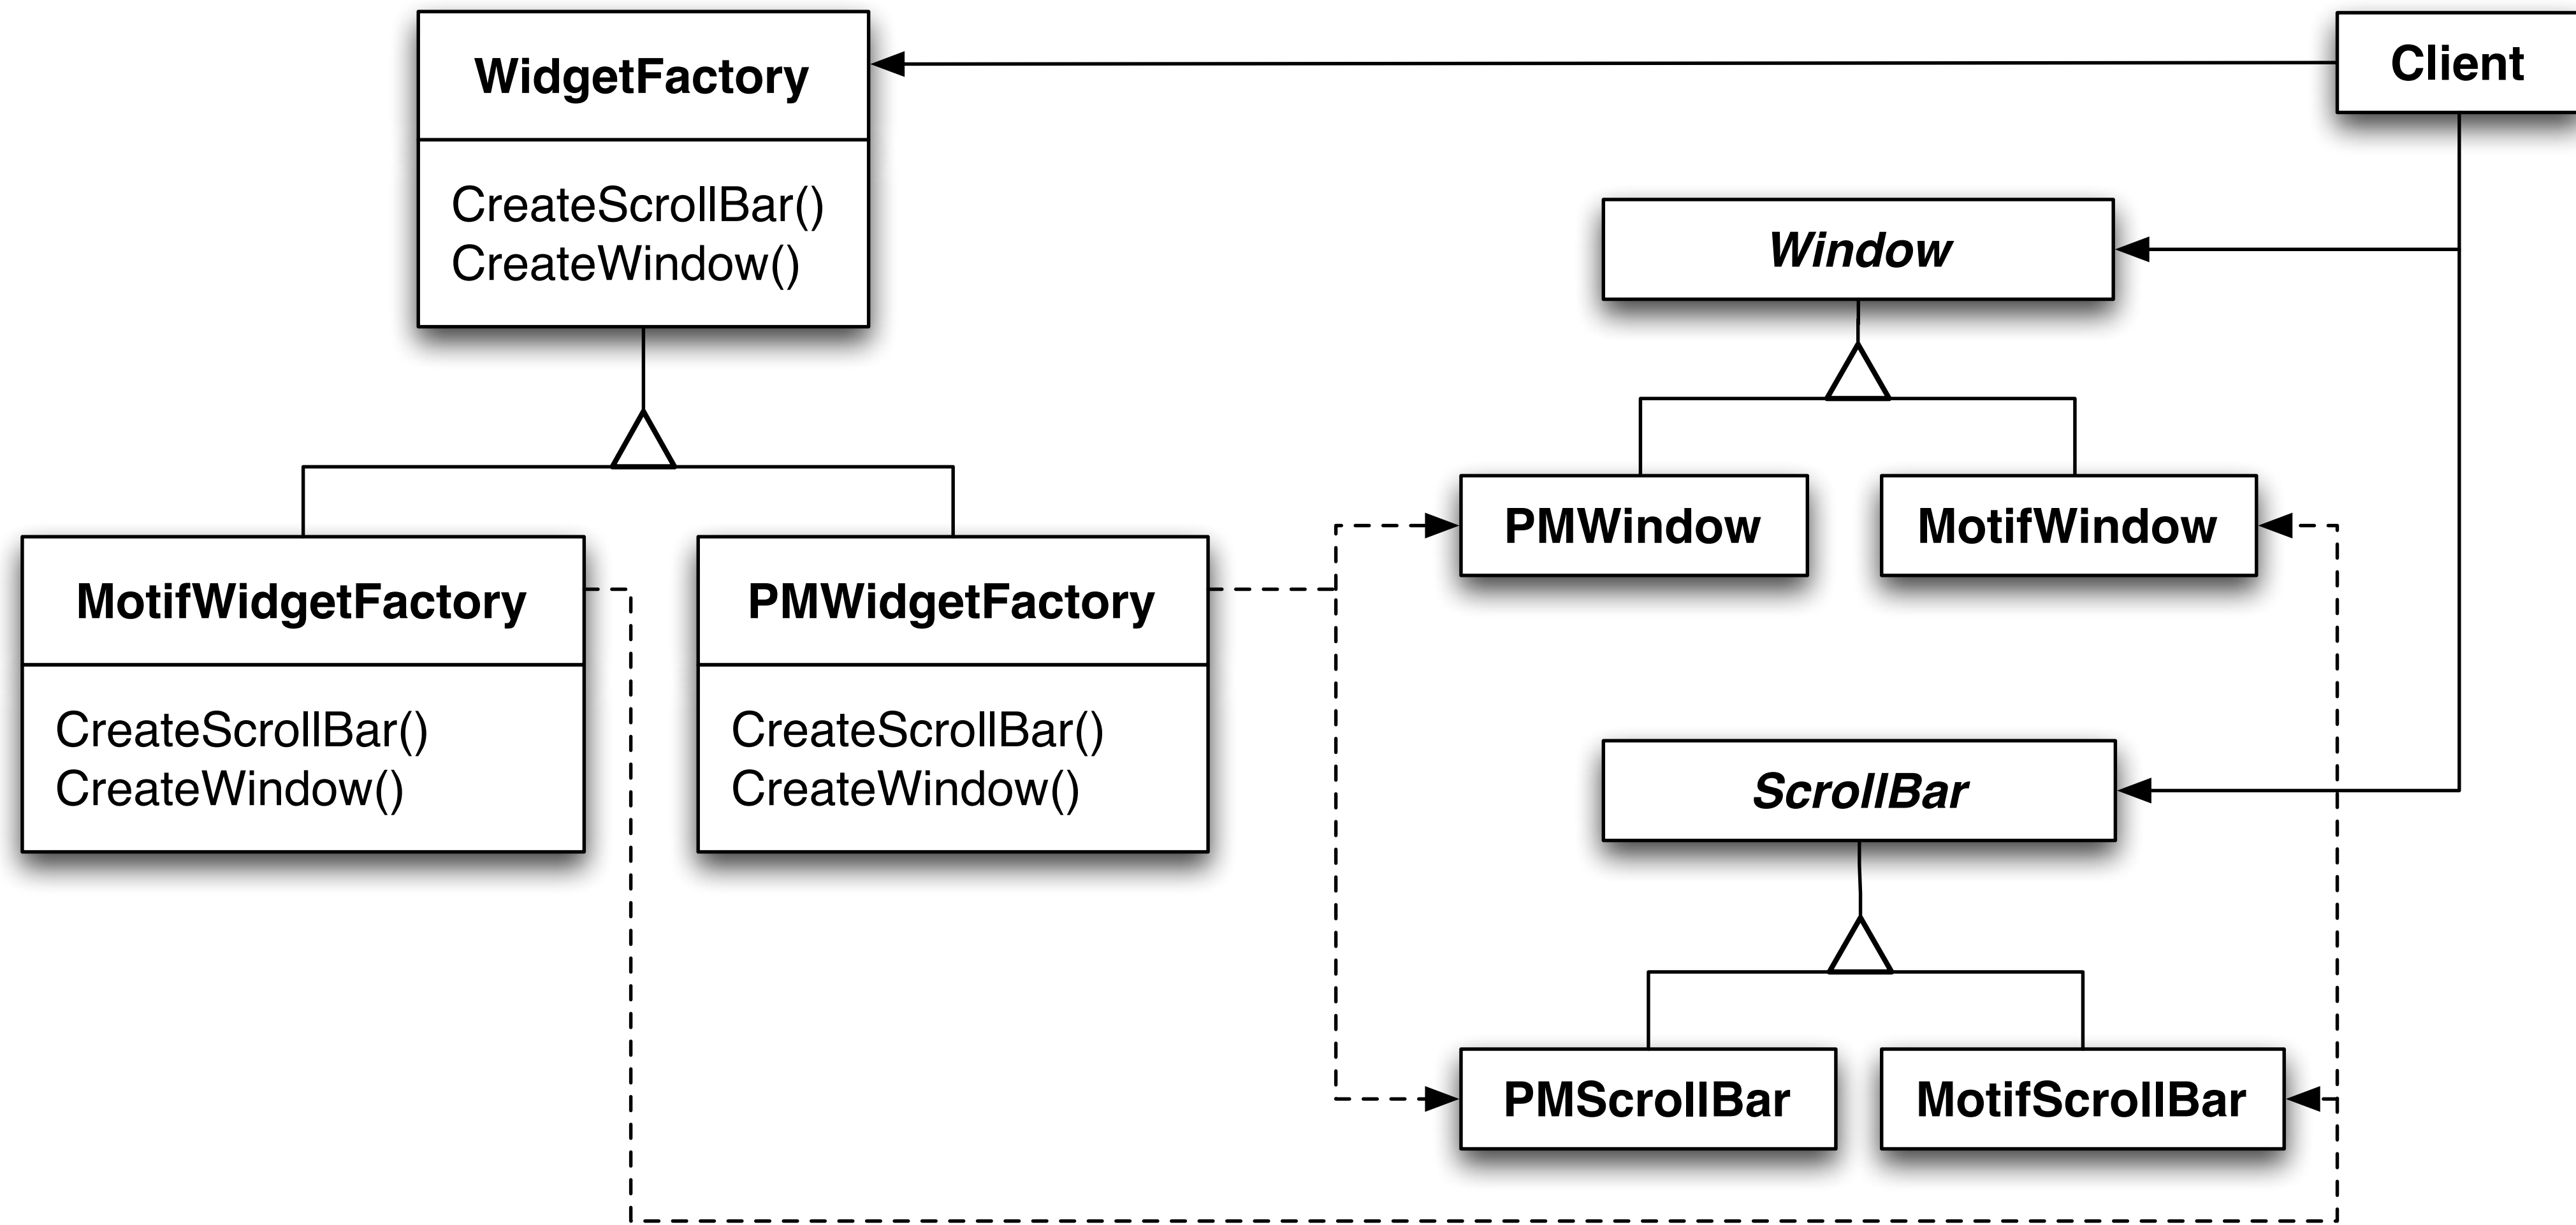 WidgetFactory
CreateScrollBar()
CreateWindow()
Client
Window
PMWindow
MotifWindow
MotifWidgetFactory
CreateScrollBar()
CreateWindow()
PMWidgetFactory
CreateScrollBar()
CreateWindow()
ScrollBar
PMScrollBar
MotifScrollBar